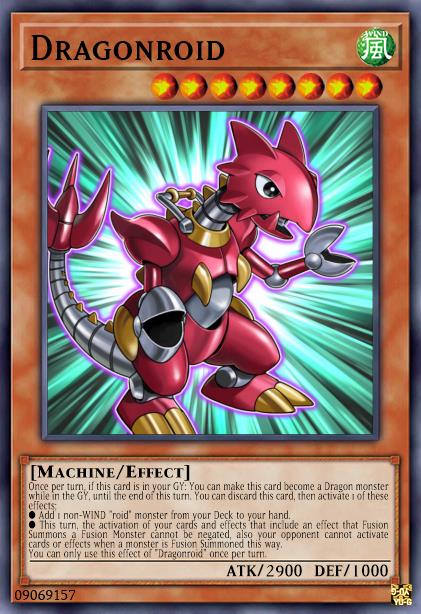 DRAGONROID
WIND
風
[MACHINE/EFFECT]
Once per turn, if this card is in your GY: You can make this card become a Dragon monster
while in the GY, until the end of this turn. You can discard this card, then activate 1 of these
effects:
● Add 1 non-WIND "roid" monster from your Deck to your hand.
● This turn, the activation of your cards and effects that include an effect that Fusion
Summons a Fusion Monster cannot be negated, also your opponent cannot activate
cards or effects when a monster is Fusion Summoned this way.
You can only use this effect of "Dragonroid" once per turn.
ATK/2900 DEF/1000
09069157